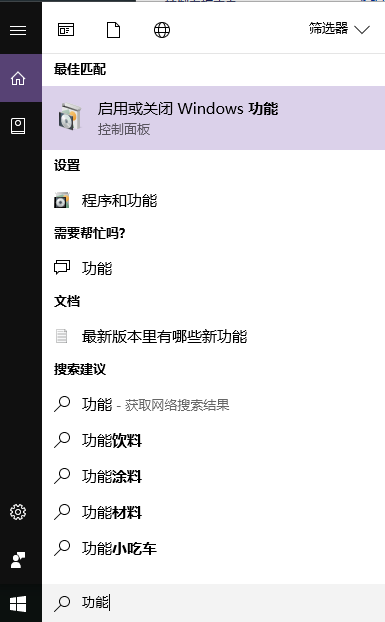 筛选器
最佳匹配
启用或关闭 Windows 功能
控制面板
设置
程序和功能
需要帮忙吗?
功能
文档
最新版本里有哪些新功能
搜索建议
功能 - 获取网络搜索结果
功能饮料
功能涂料
功能材料
功能小吃车
功能